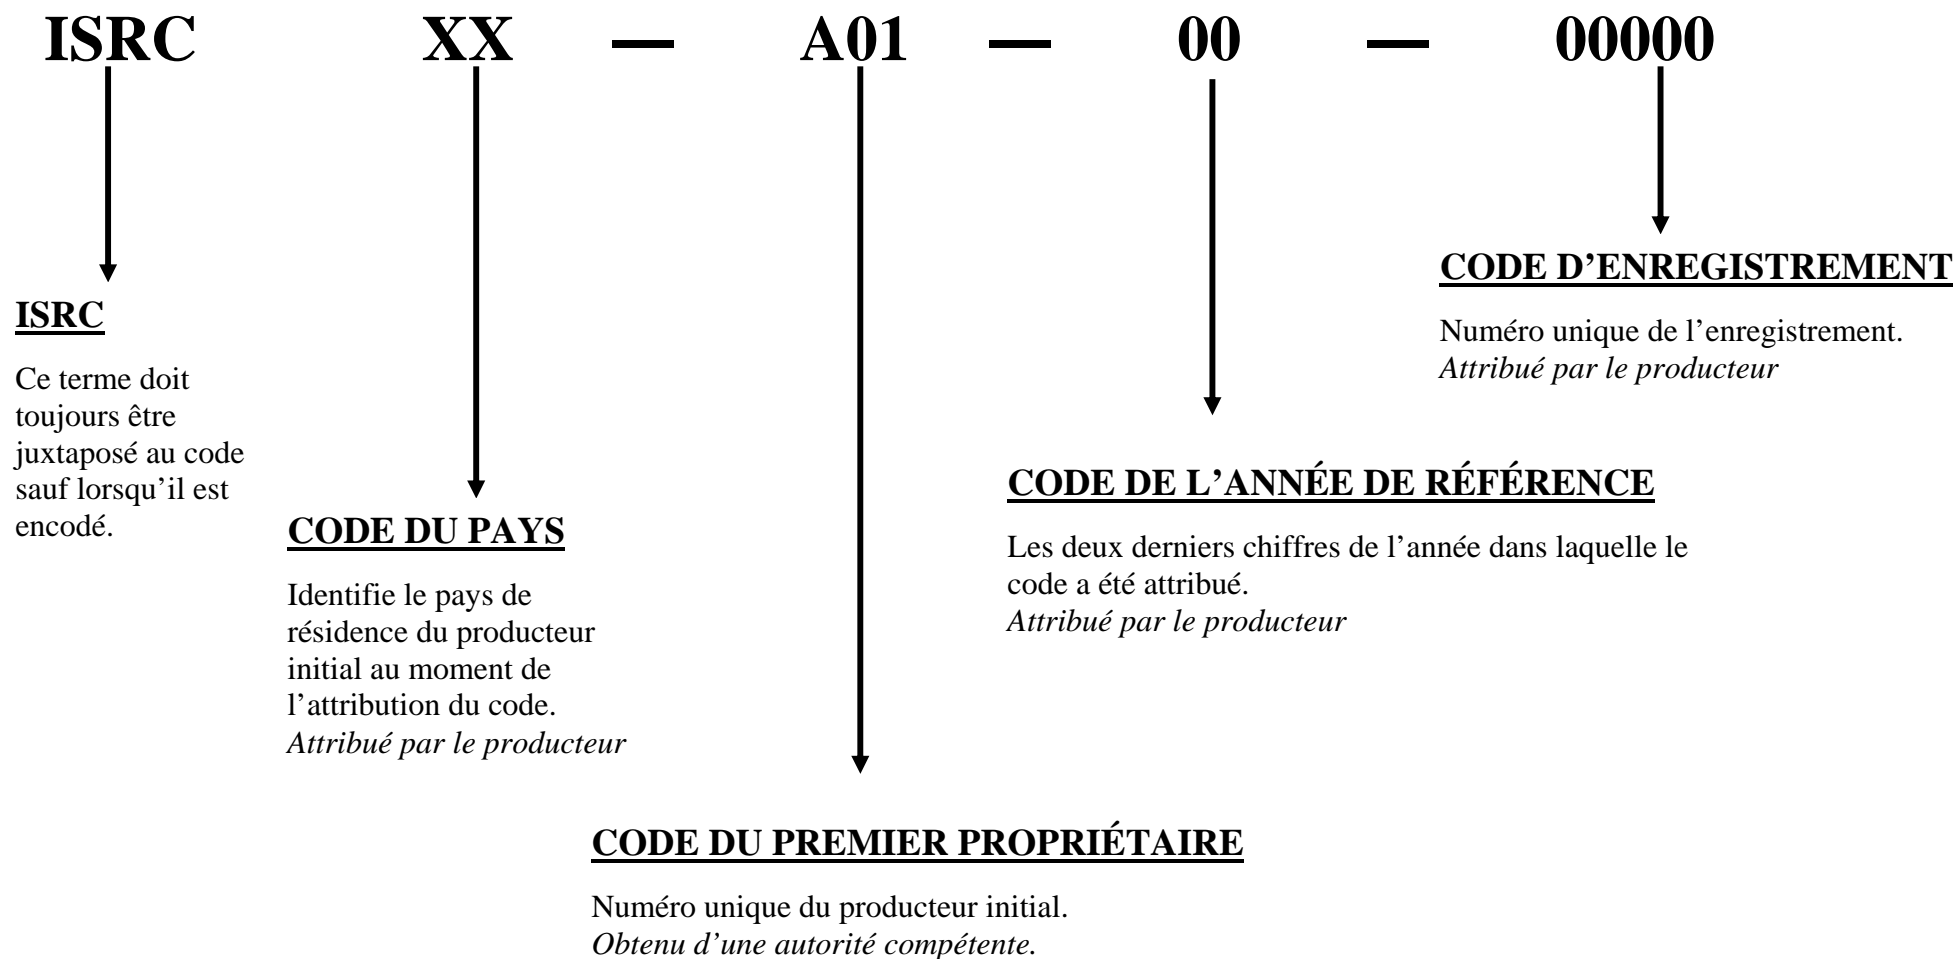 ISRC XX — A01 — 00 — 00000
ISRC
Ce terme doit
toujours être
juxtaposé au code
sauf lorsqu’il est
encodé.
CODE DU PAYS
Identifie le pays de
résidence du producteur
initial au moment de
l’attribution du code.
Attribué par le producteur
CODE DU PREMIER PROPRIÉTAIRE
Numéro unique du producteur initial.
Obtenu d’une autorité compétente.
CODE DE L’ANNÉE DE RÉFÉRENCE
Les deux derniers chiffres de l’année dans laquelle le
code a été attribué.
Attribué par le producteur
CODE D’ENREGISTREMENT
Numéro unique de l’enregistrement.
Attribué par le producteur